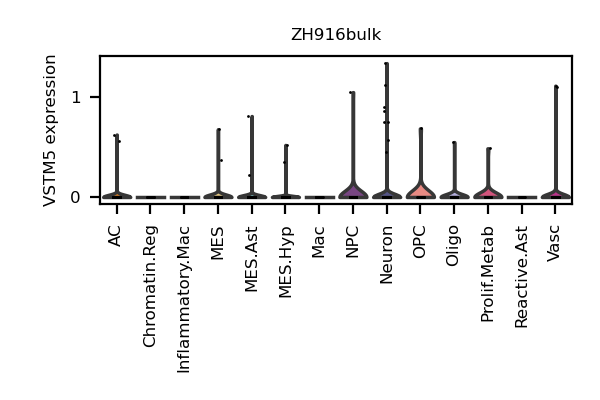 ZH916bulk
VSTM5 expression
1
0
AC
Chromatin.Reg
Inflammatory.Mac
MES
MES.Ast
MES.Hyp
Mac
NPC
Neuron
OPC
Oligo
Prolif.Metab
Reactive.Ast
Vasc